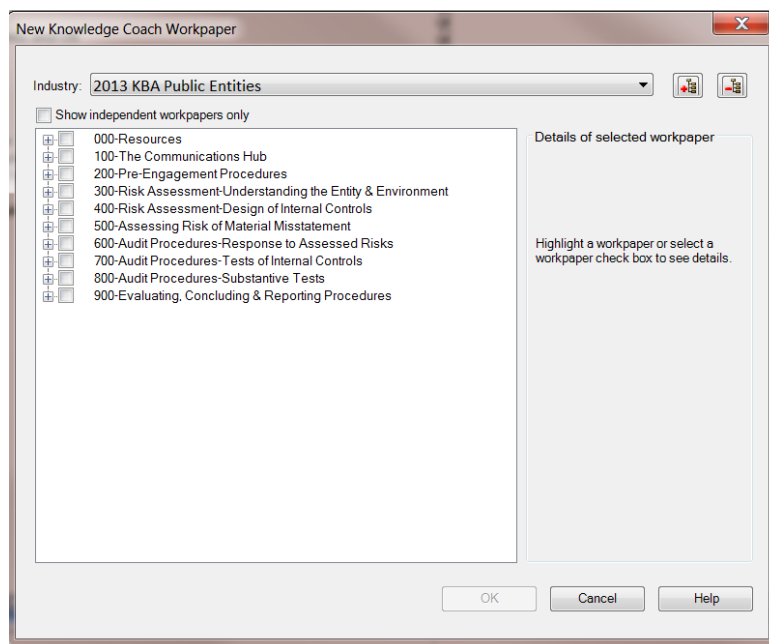 New Knowledge Coach Workpaper
Industry: 2013 KBA Public Entities
Show independent workpapers only
000-Resources
100-The Communications Hub
200-Pre-Engagement Procedures
300-Risk Assessment-Understanding the Entity & Environment
400-Risk Assessment-Design of Internal Controls
500-Assessing Risk of Material Misstatement
600-Audit Procedures-Response to Assessed Risks
700-Audit Procedures-Tests of Internal Controls
800-Audit Procedures-Substantive Tests
900-Evaluating, Concluding & Reporting Procedures
Details of selected workpaper
Highlight a workpaper or select a
workpaper check box to see details.
OK Cancel Help